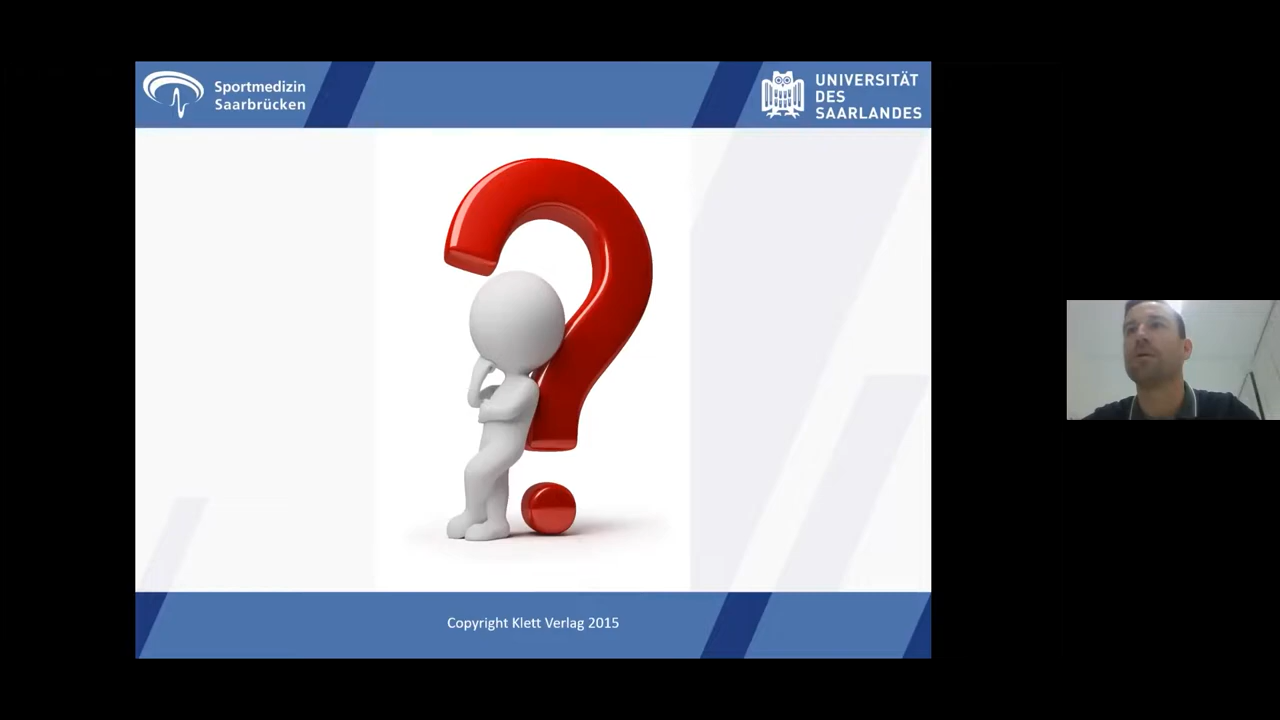 Sportmedizin
Saarbrücken
UNIVERSITÄT
DES
SAARLANDES
Copyright Klett Verlag 2015